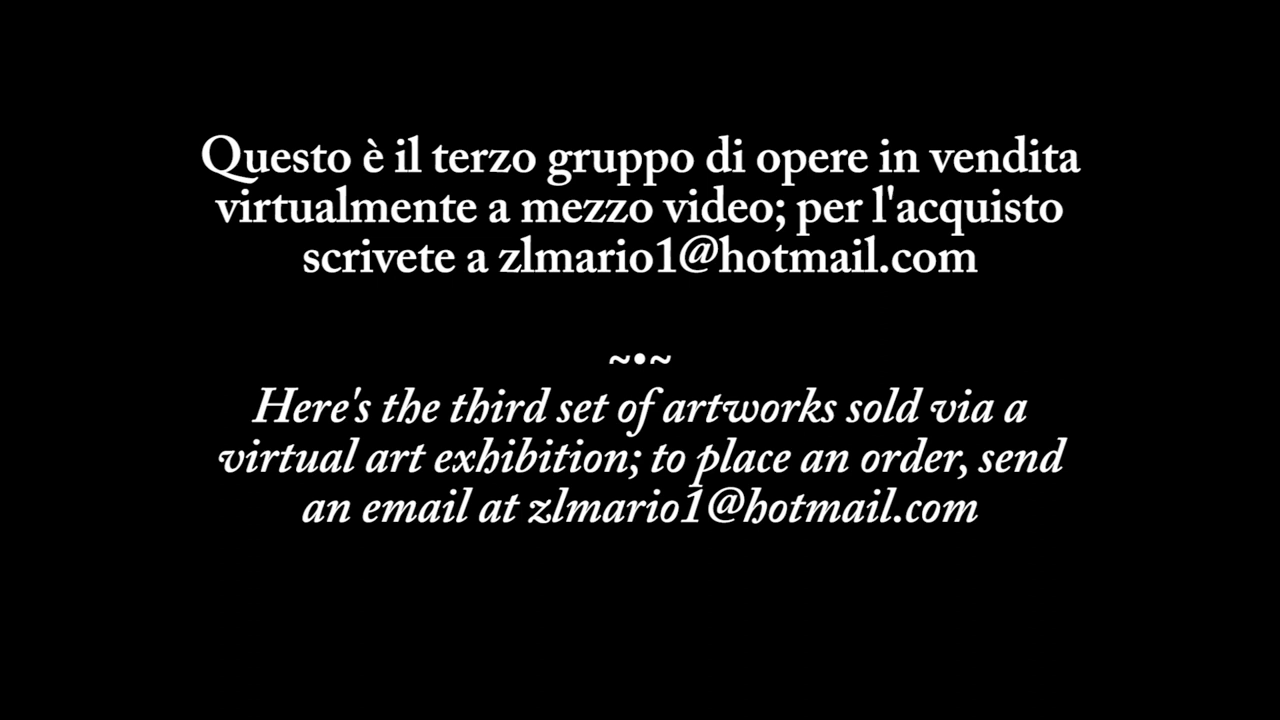 Questo è il terzo gruppo di opere in vendita
virtualmente a mezzo video; per l'acquisto
scrivete a zlmario1@hotmail.com
~•~
Here's the third set of artworks sold via a
virtual art exhibition; to place an order, send
an email at zlmario1@hotmail.com